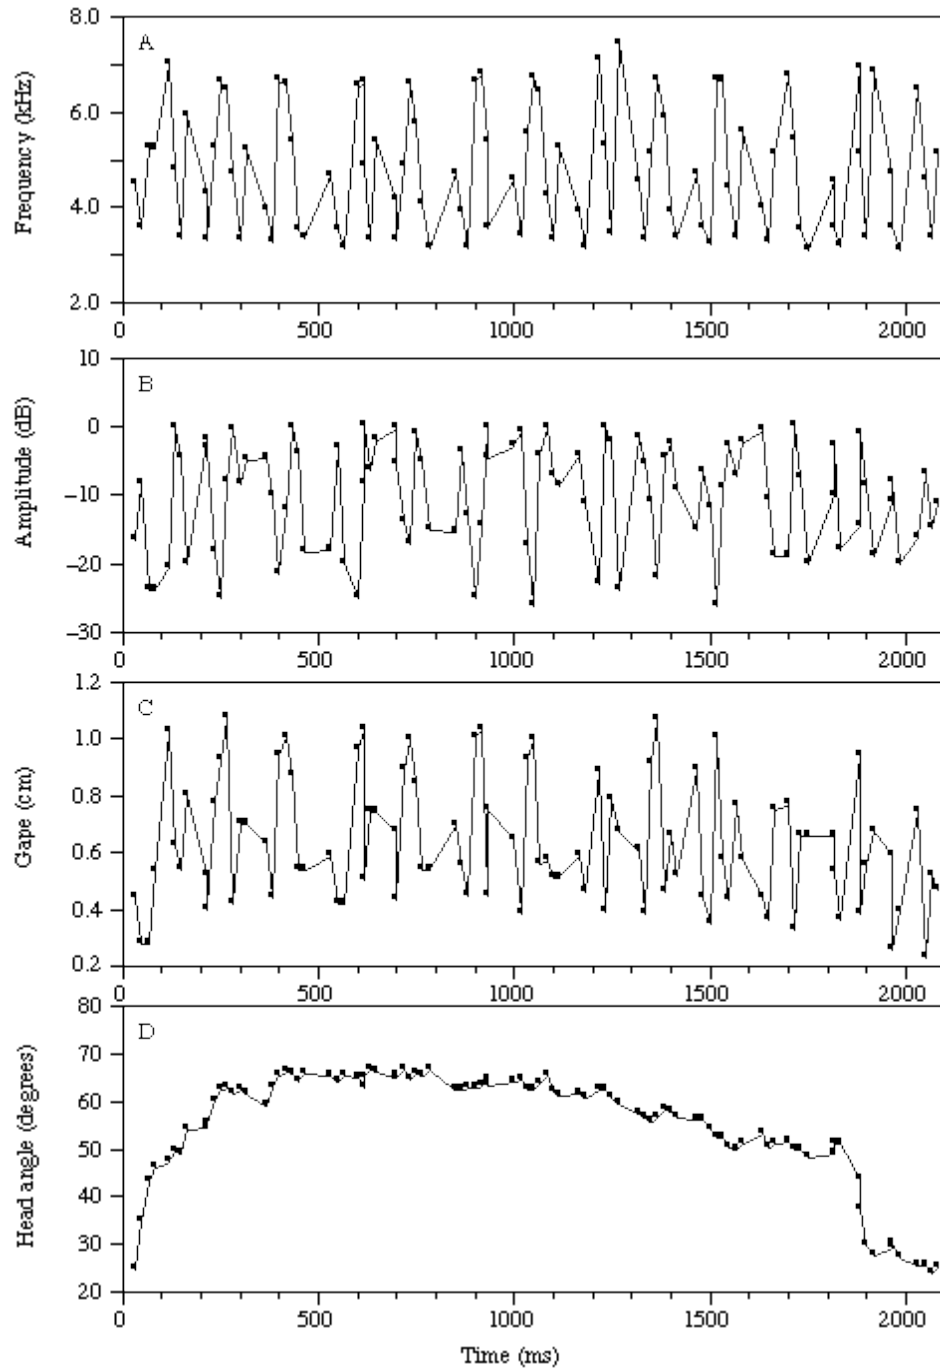 8.0
A
6.0
4.0
2.0
Frequency (kHz)
0 500 1000 1500 2000
10
B
0
−10
−20
−30
Amplitude (dB)
0 500 1000 1500 2000
1.2
C
1.0
0.8
0.6
0.4
0.2
Gape (cm)
0 500 1000 1500 2000
80
D
70
60
50
40
30
20
Head angle (degrees)
0 500 1000 1500 2000
Time (ms)